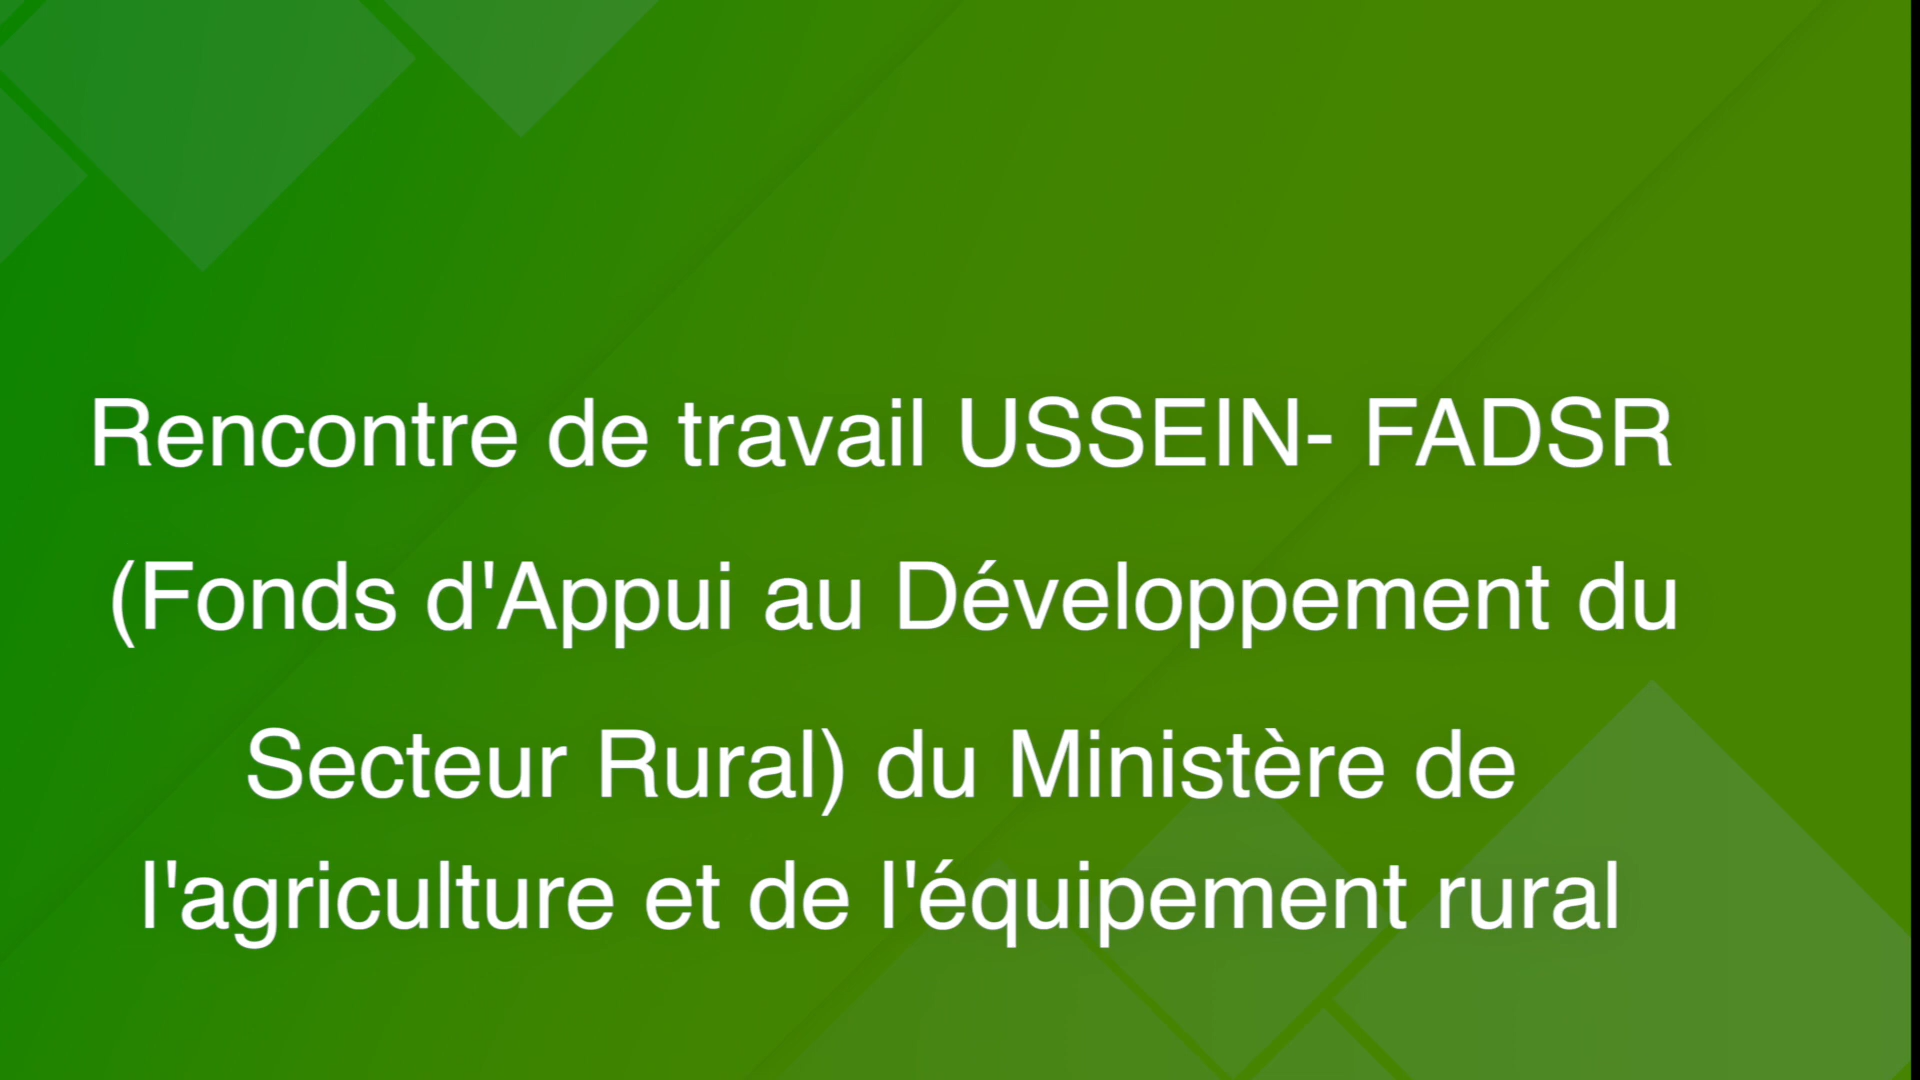 Rencontre de travail USSEIN- FADSR
(Fonds d'Appui au Développement du
Secteur Rural) du Ministère de
l'agriculture et de l'équipement rural